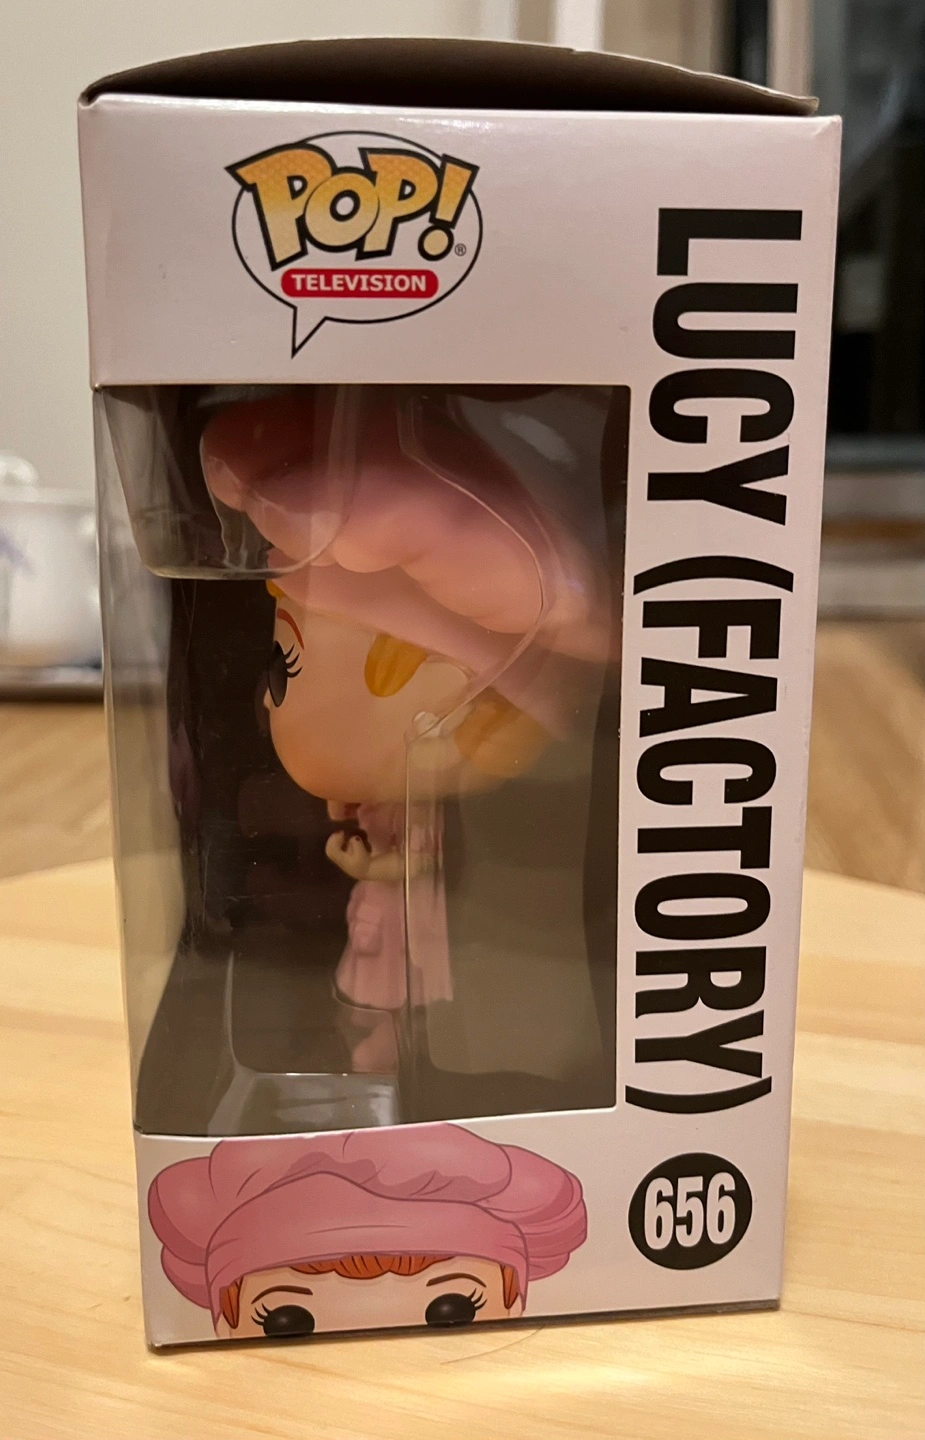 POP!®
TELEVISION
LUCY (FACTORY)
656